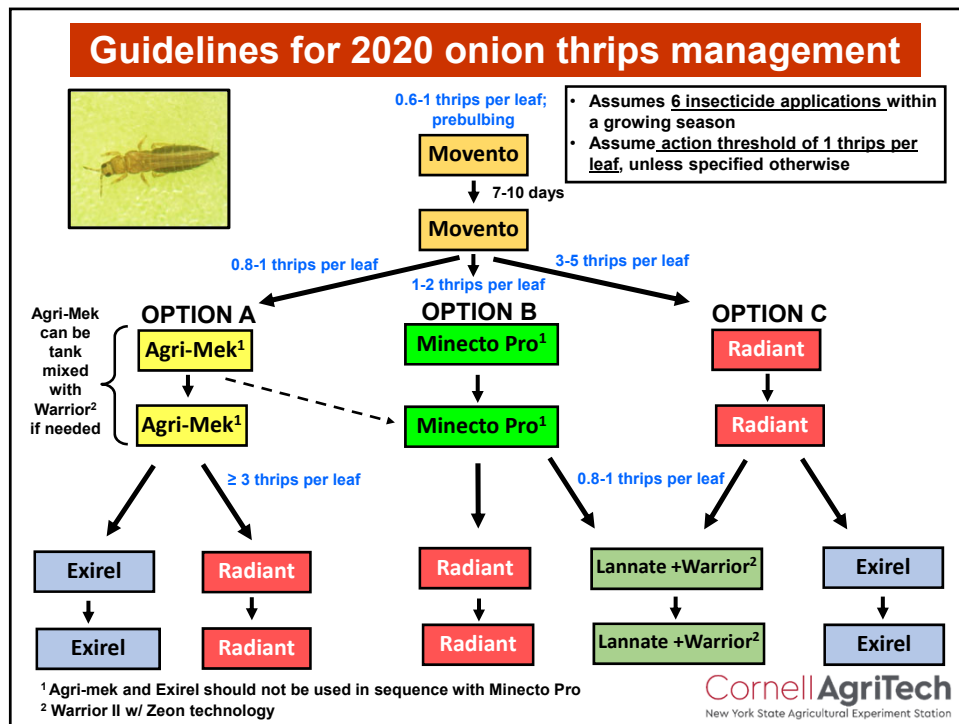 Guidelines for 2020 onion thrips management
0.6-1 thrips per leaf;
prebulbing
• Assumes 6 insecticide applications within
a growing season
• Assume action threshold of 1 thrips per
leaf, unless specified otherwise
Movento
7-10 days
Movento
0.8-1 thrips per leaf
1-2 thrips per leaf
3-5 thrips per leaf
Agri-Mek
can be
tank
mixed
with
Warrior²
if needed
OPTION A
OPTION B
OPTION C
Agri-Mek¹
Minecto Pro¹
Radiant
Agri-Mek¹
Minecto Pro¹
Radiant
≥ 3 thrips per leaf
0.8-1 thrips per leaf
Exirel
Radiant
Radiant
Lannate +Warrior²
Exirel
Exirel
Radiant
Radiant
Lannate +Warrior²
Exirel
¹ Agri-mek and Exirel should not be used in sequence with Minecto Pro
² Warrior II w/ Zeon technology
CornellAgriTech
New York State Agricultural Experiment Station